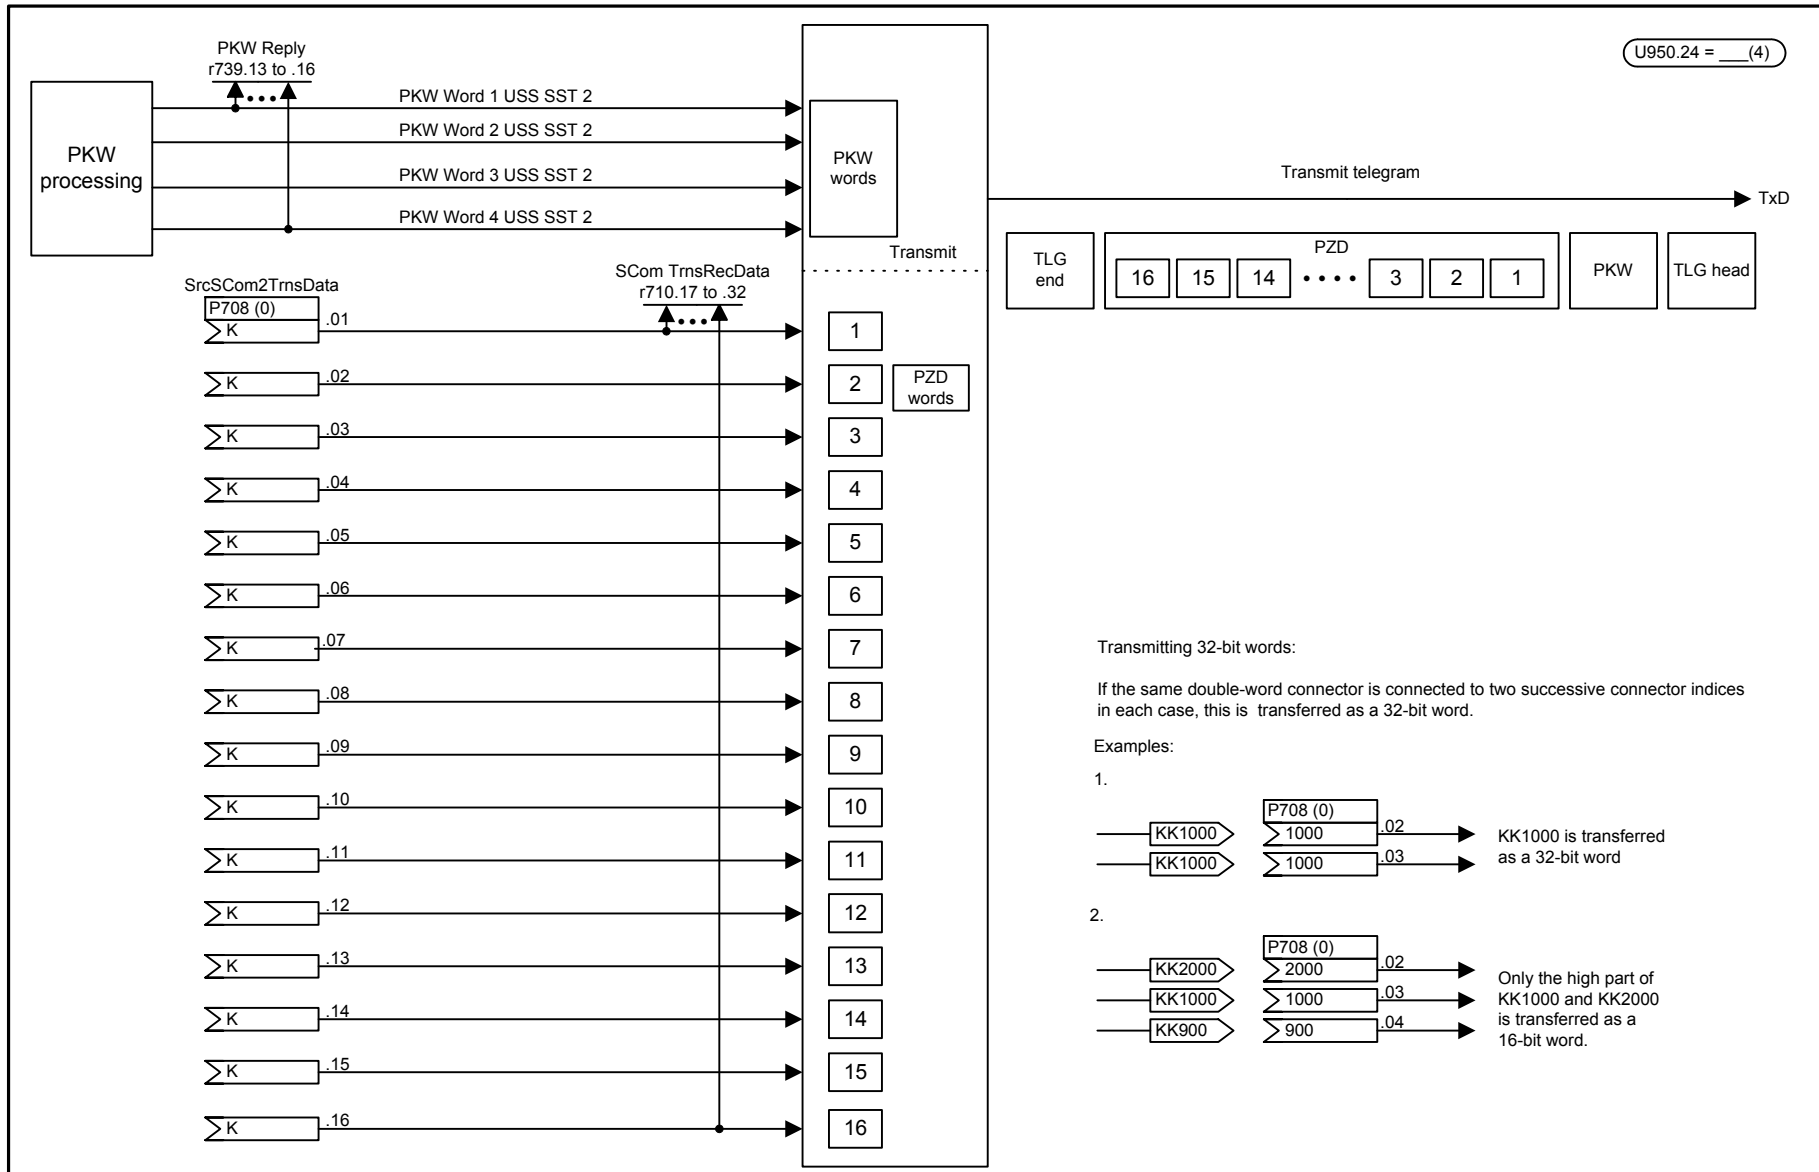 PKW Reply
r739.13 to .16
U950.24 = ___(4)
PKW
processing
PKW Word 1 USS SST 2
PKW Word 2 USS SST 2
PKW Word 3 USS SST 2
PKW Word 4 USS SST 2
PKW
words
Transmit
Transmit telegram
TxD
TLG
end
PZD
16 15 14 3 2 1
PKW
TLG head
SrcSCom2TrnsData
P708 (0)
SCom TrnsRecData
r710.17 to .32
K .01 1
K .02 2
PZD
words
K .03 3
K .04 4
K .05 5
K .06 6
K .07 7
K .08 8
K .09 9
K .10 10
K .11 11
K .12 12
K .13 13
K .14 14
K .15 15
K .16 16
Transmitting 32-bit words:
If the same double-word connector is connected to two successive connector indices
in each case, this is transferred as a 32-bit word.
Examples:
1.
P708 (0)
KK1000 1000 .02
KK1000 1000 .03
KK1000 is transferred
as a 32-bit word
2.
P708 (0)
KK2000 2000 .02
KK1000 1000 .03
KK900 900 .04
Only the high part of
KK1000 and KK2000
is transferred as a
16-bit word.